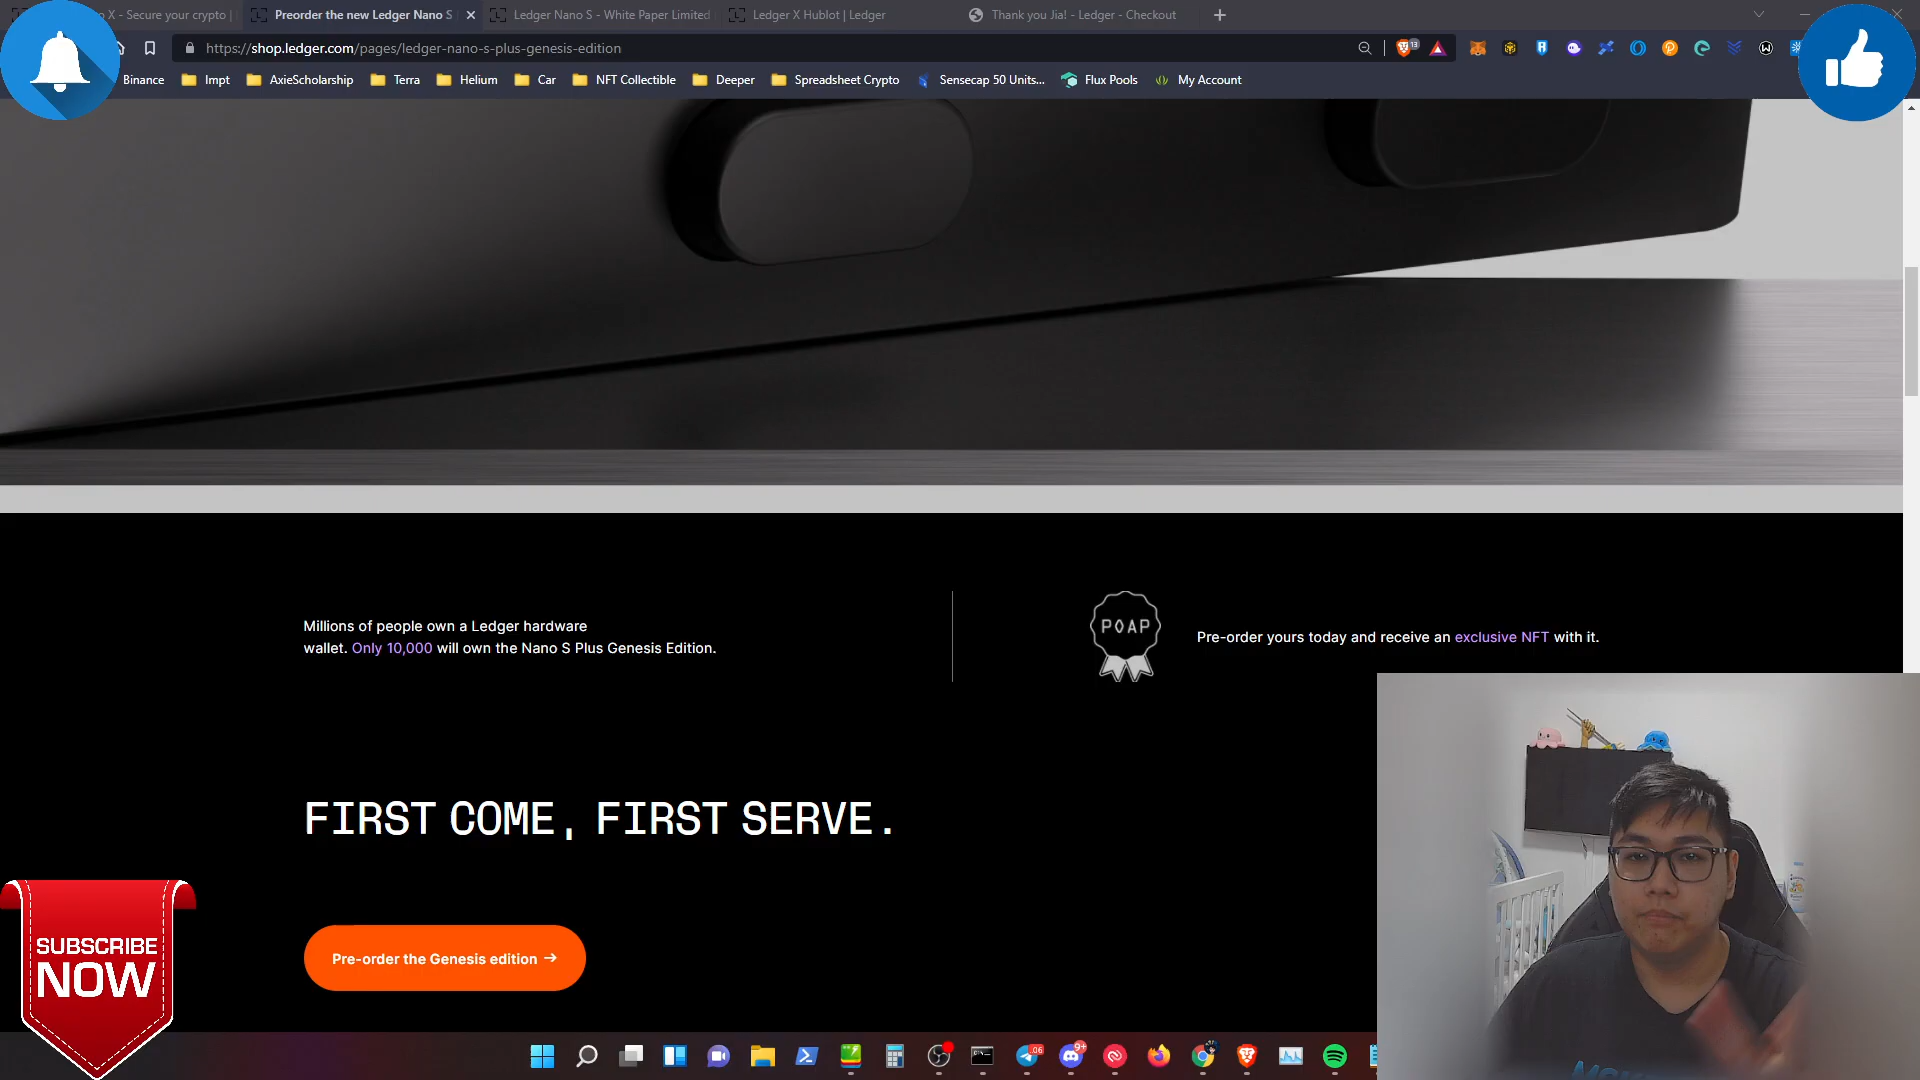 X - Secure your crypto |
Preorder the new Ledger Nano S
Ledger Nano S - White Paper Limited
Ledger X Hublot | Ledger
Thank you Jia! - Ledger - Checkout
https://shop.ledger.com/pages/ledger-nano-s-plus-genesis-edition
13
Binance
Impt
AxieScholarship
Terra
Helium
Car
NFT Collectible
Deeper
Spreadsheet Crypto
Sensecap 50 Units...
Flux Pools
My Account
Millions of people own a Ledger hardware
wallet. Only 10,000 will own the Nano S Plus Genesis Edition.
POAP
Pre-order yours today and receive an exclusive NFT with it.
FIRST COME, FIRST SERVE.
Pre-order the Genesis edition →
SUBSCRIBE
NOW
06
9+